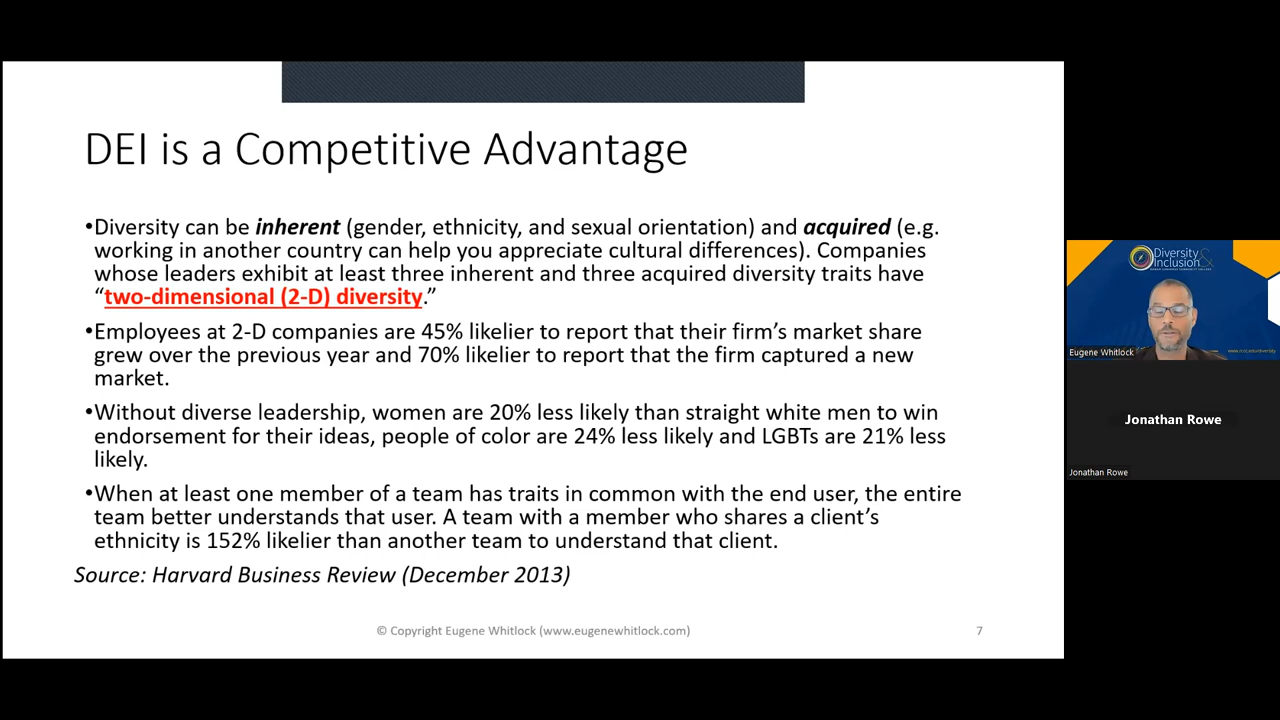 DEI is a Competitive Advantage
•Diversity can be inherent (gender, ethnicity, and sexual orientation) and acquired (e.g.
working in another country can help you appreciate cultural differences). Companies
whose leaders exhibit at least three inherent and three acquired diversity traits have
“two-dimensional (2-D) diversity.”
•Employees at 2-D companies are 45% likelier to report that their firm’s market share
grew over the previous year and 70% likelier to report that the firm captured a new
market.
•Without diverse leadership, women are 20% less likely than straight white men to win
endorsement for their ideas, people of color are 24% less likely and LGBTs are 21% less
likely.
•When at least one member of a team has traits in common with the end user, the entire
team better understands that user. A team with a member who shares a client’s
ethnicity is 152% likelier than another team to understand that client.
Source: Harvard Business Review (December 2013)
© Copyright Eugene Whitlock (www.eugenewhitlock.com)
7
Diversity &
Inclusion
Eugene Whitlock
Jonathan Rowe
Jonathan Rowe